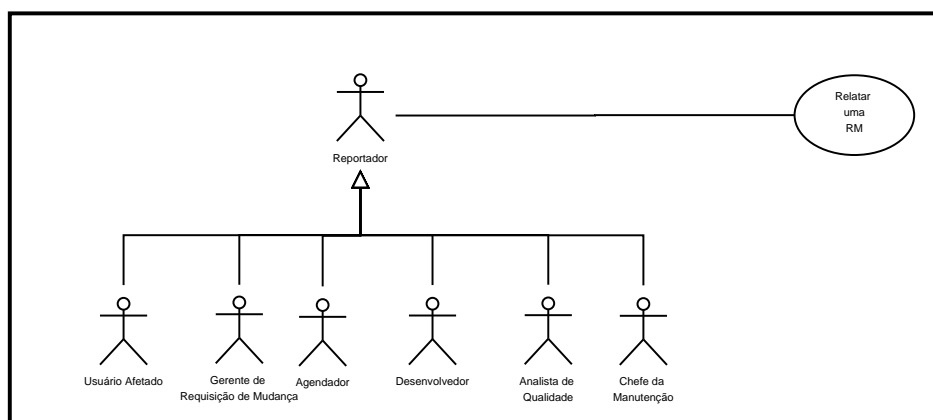 Relatar
uma
RM
Reportador
Usuário Afetado
Gerente de
Requisição de Mudança
Agendador
Desenvolvedor
Analista de
Qualidade
Chefe da
Manutenção